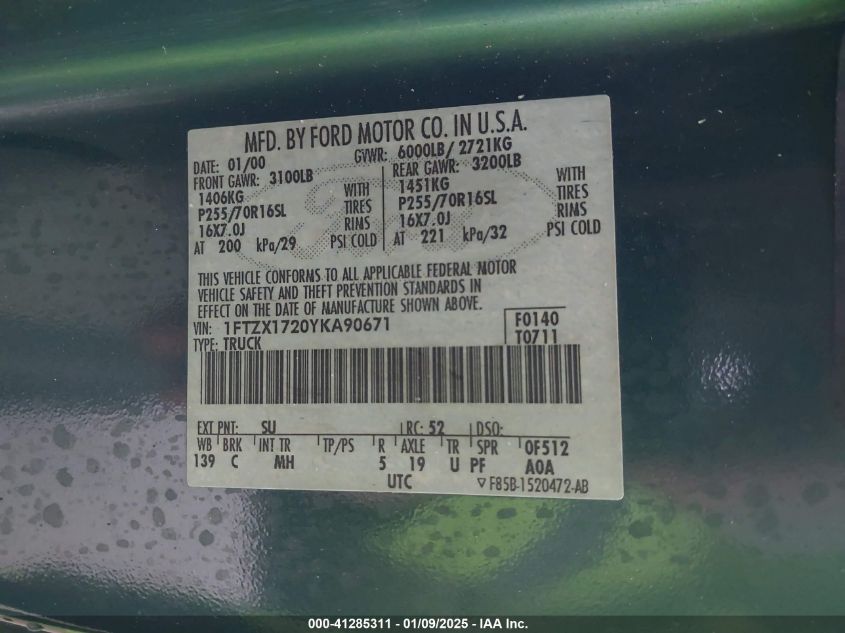 MFD. BY FORD MOTOR CO. IN U.S.A.
DATE: 01/00 GVWR: 6000LB/ 2721KG
FRONT GAWR: 3100LB REAR GAWR: 3200LB
1406KG WITH 1451KG WITH
P255/70R16SL TIRES P255/70R16SL TIRES
16X7.0J RIMS 16X7.0J RIMS
AT 200 kPa/29 PSI COLD AT 221 kPa/32 PSI COLD
THIS VEHICLE CONFORMS TO ALL APPLICABLE FEDERAL MOTOR
VEHICLE SAFETY AND THEFT PREVENTION STANDARDS IN
EFFECT ON THE DATE OF MANUFACTURE SHOWN ABOVE.
VIN: 1FTZX1720YKA90671 F0140
TYPE: TRUCK T0711
EXT PNT: SU RC: 52 DSO:
WB BRK INT TR TP/PS R AXLE TR SPR 0F512
139 C MH 5 19 U PF A0A
UTC ▽ F85B-1520472-AB
000-41285311 - 01/09/2025 - IAA Inc.